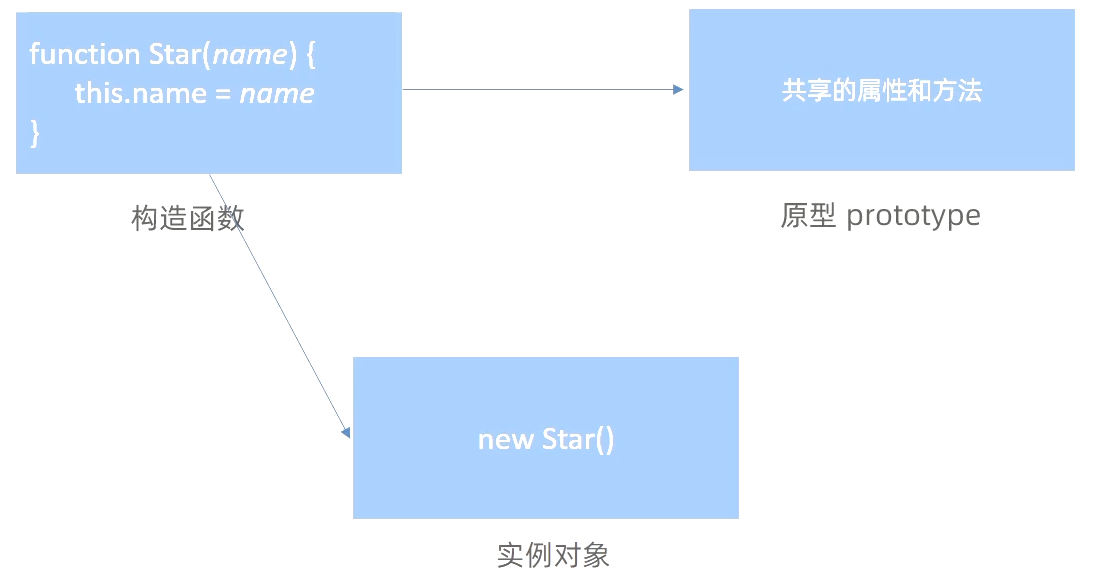 function Star(name) {
this.name = name
}
共享的属性和方法
构造函数
原型 prototype
new Star()
实例对象